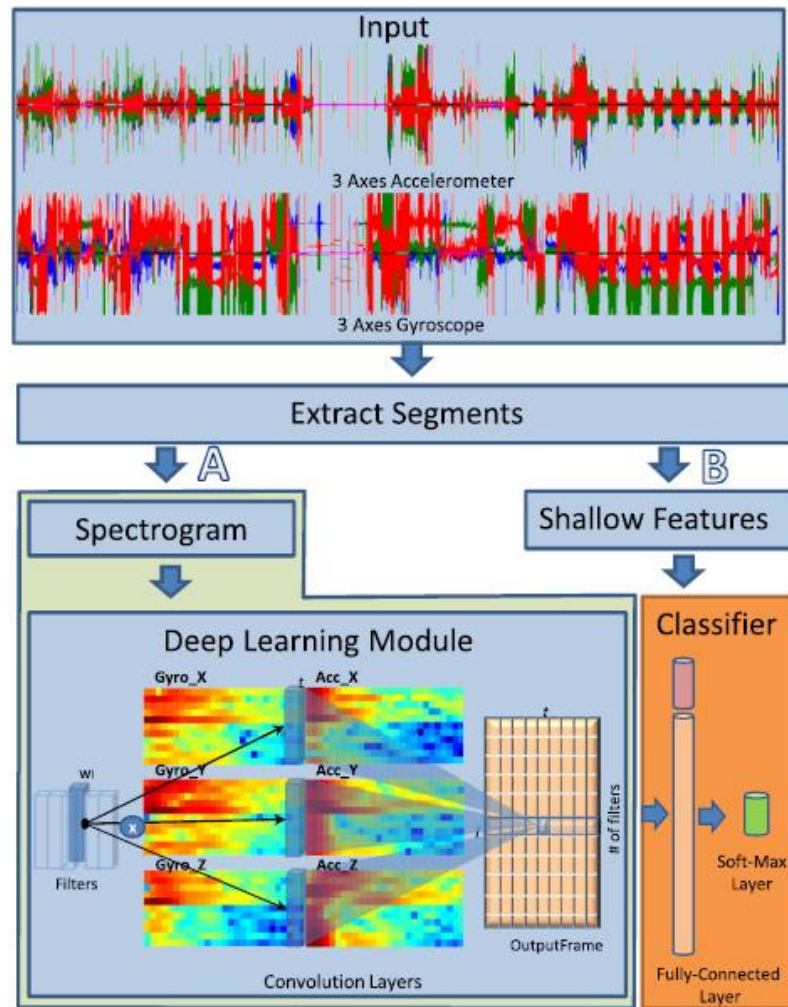 Input
3 Axes Accelerometer
3 Axes Gyroscope
Extract Segments
A
B
Spectrogram
Shallow Features
Deep Learning Module
Classifier
Gyro_X
t
Acc_X
t
wi
Gyro_Y
Acc_Y
# of filters
x
i
Gyro_Z
Acc_Z
Filters
Soft-Max
Layer
OutputFrame
Convolution Layers
Fully-Connected
Layer